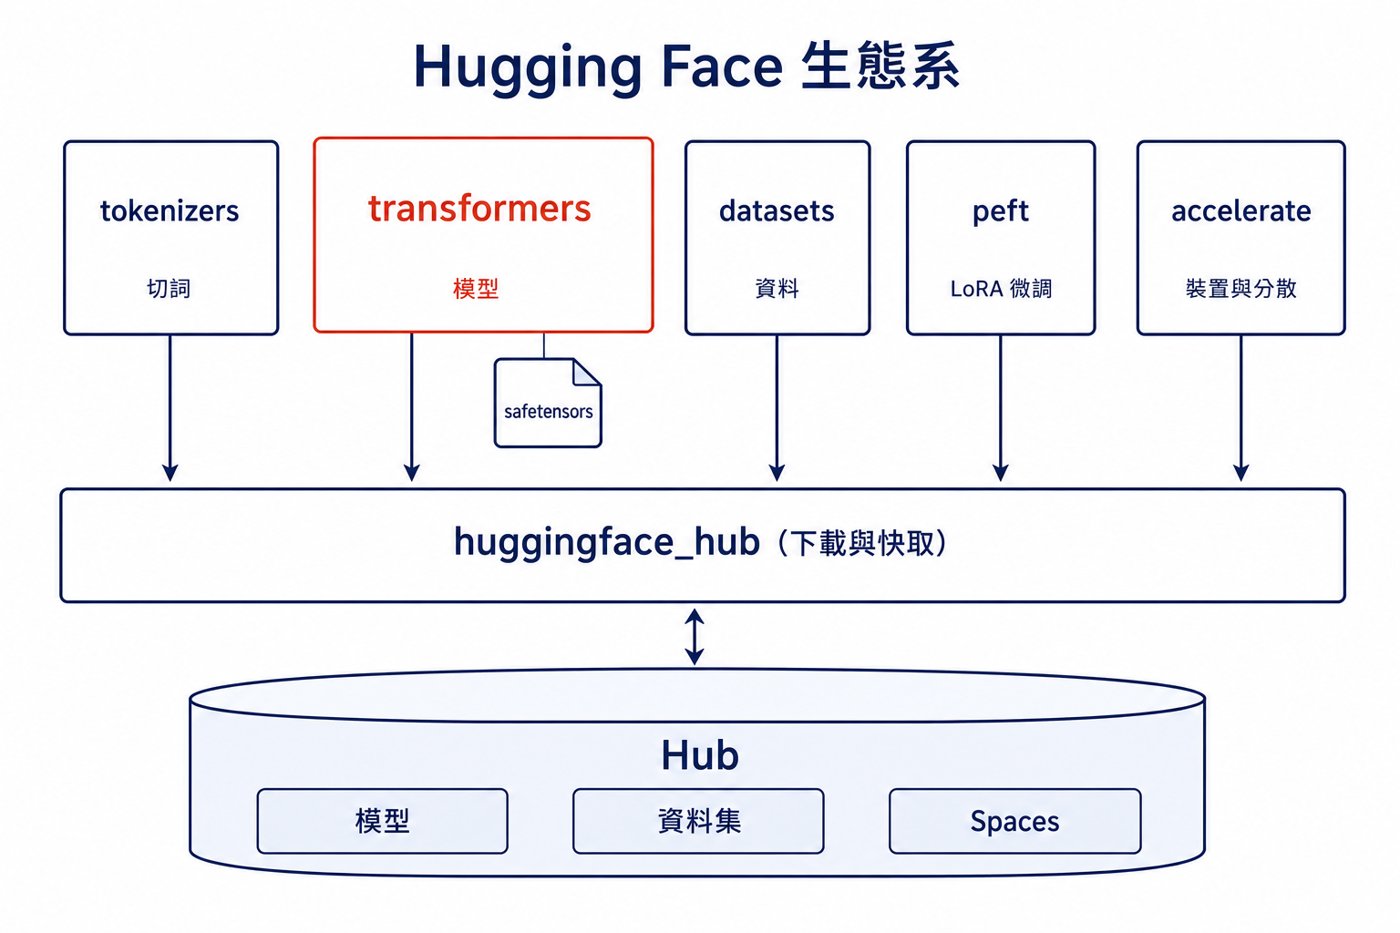 Hugging Face 生態系
tokenizers
切詞
transformers
模型
datasets
資料
peft
LoRA 微調
accelerate
裝置與分散
safetensors
huggingface_hub（下載與快取）
Hub
模型
資料集
Spaces